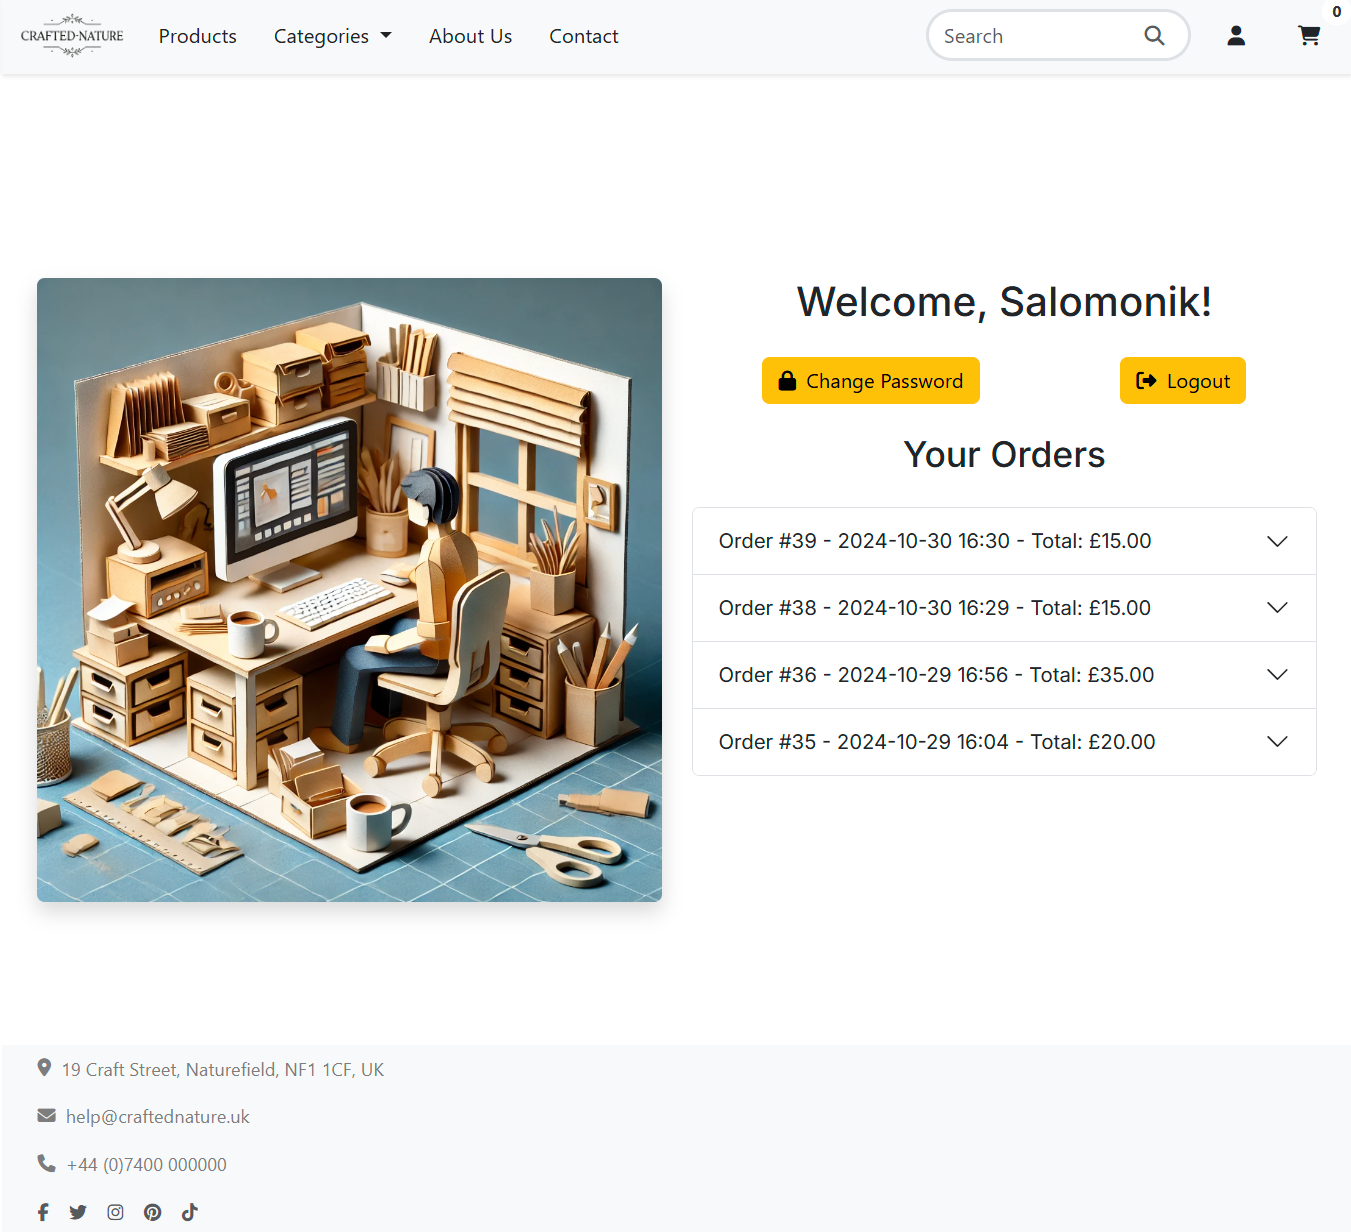 CRAFTED-NATURE
Products
Categories
About Us
Contact
Search
0
Welcome, Salomonik!
Change Password
Logout
Your Orders
Order #39 - 2024-10-30 16:30 - Total: £15.00
Order #38 - 2024-10-30 16:29 - Total: £15.00
Order #36 - 2024-10-29 16:56 - Total: £35.00
Order #35 - 2024-10-29 16:04 - Total: £20.00
19 Craft Street, Naturefield, NF1 1CF, UK
help@craftednature.uk
+44 (0)7400 000000